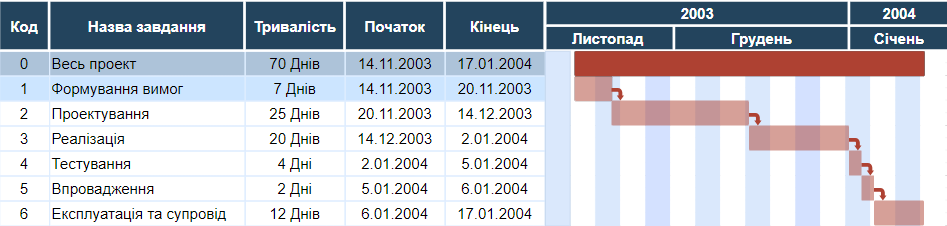 Код Назва завдання Тривалість Початок Кінець 2003 2004
Листопад Грудень Січень
0 Весь проект 70 Днів 14.11.2003 17.01.2004
1 Формування вимог 7 Днів 14.11.2003 20.11.2003
2 Проектування 25 Днів 20.11.2003 14.12.2003
3 Реалізація 20 Днів 14.12.2003 2.01.2004
4 Тестування 4 Дні 2.01.2004 5.01.2004
5 Впровадження 2 Дні 5.01.2004 6.01.2004
6 Експлуатація та супровід 12 Днів 6.01.2004 17.01.2004